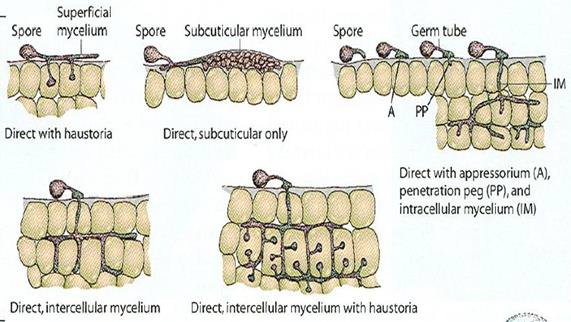 Superficial
mycelium
Spore
Direct with haustoria
Spore Subcuticular mycelium
Direct, subcuticular only
Spore Germ tube
A PP
IM
Direct with appressorium (A),
penetration peg (PP), and
intracellular mycelium (IM)
Direct, intercellular mycelium
Direct, intercellular mycelium with haustoria